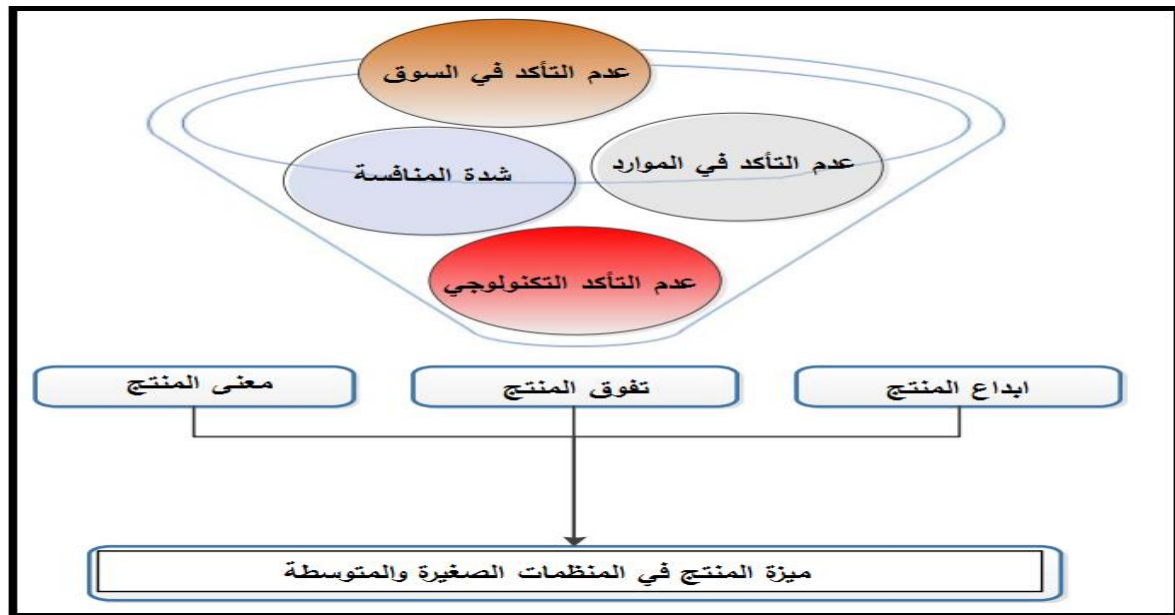 عدم التأكد في السوق
عدم التأكد في الموارد
شدة المنافسة
عدم التأكد التكنولوجي
ابداع المنتج
تفوق المنتج
معنى المنتج
ميزة المنتج في المنظمات الصغيرة والمتوسطة